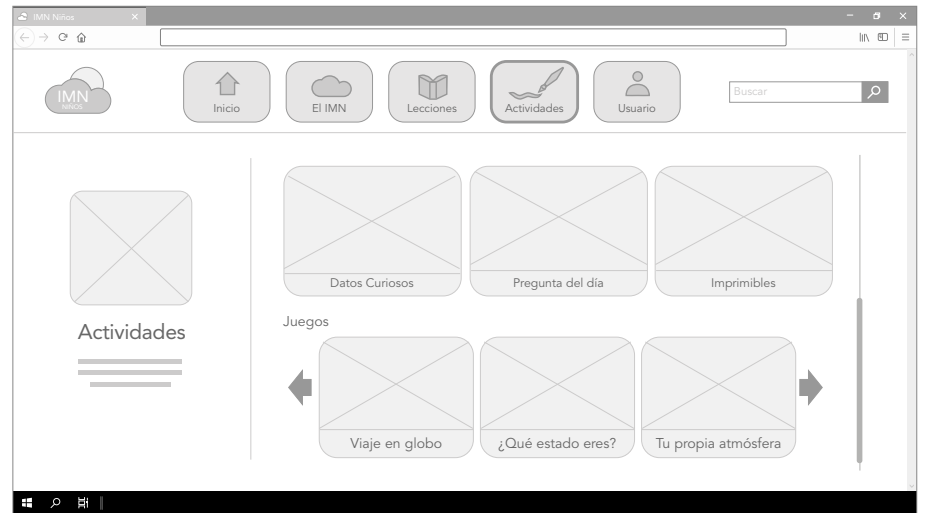 IMN Niños
IMN
NIÑOS
Inicio
El IMN
Lecciones
Actividades
Usuario
Buscar
Actividades
Datos Curiosos
Pregunta del día
Imprimibles
Juegos
Viaje en globo
¿Qué estado eres?
Tu propia atmósfera